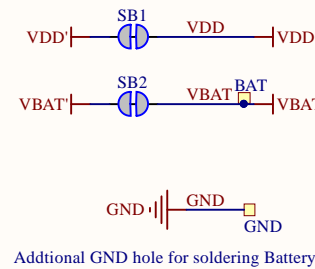 SB1
VDD' VDD VDD
SB2
VBAT' VBAT BAT VBAT
GND GND
GND
Addtional GND hole for soldering Battery